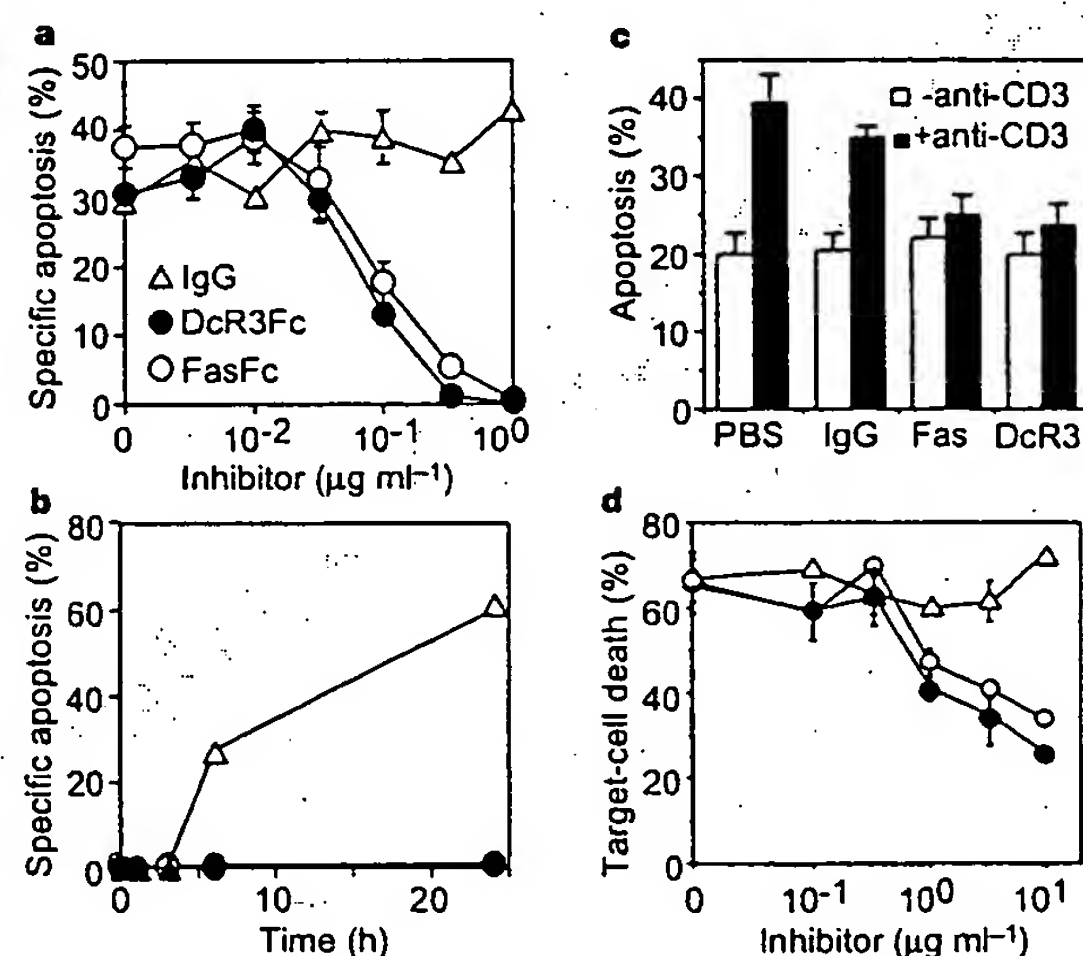 a
Specific apoptosis (%)
50
40
30
20
10
0
△ IgG
● DcR3Fc
○ FasFc
0 10⁻² 10⁻¹ 10⁰
Inhibitor (µg ml⁻¹)
b
Specific apoptosis (%)
80
60
40
20
0
0 10 20
Time (h)
c
Apoptosis (%)
40
30
20
10
0
□ -anti-CD3
■ +anti-CD3
PBS IgG Fas DcR3
d
Target-cell death (%)
80
60
40
20
0
0 10⁻¹ 10⁰ 10¹
Inhibitor (µg ml⁻¹)